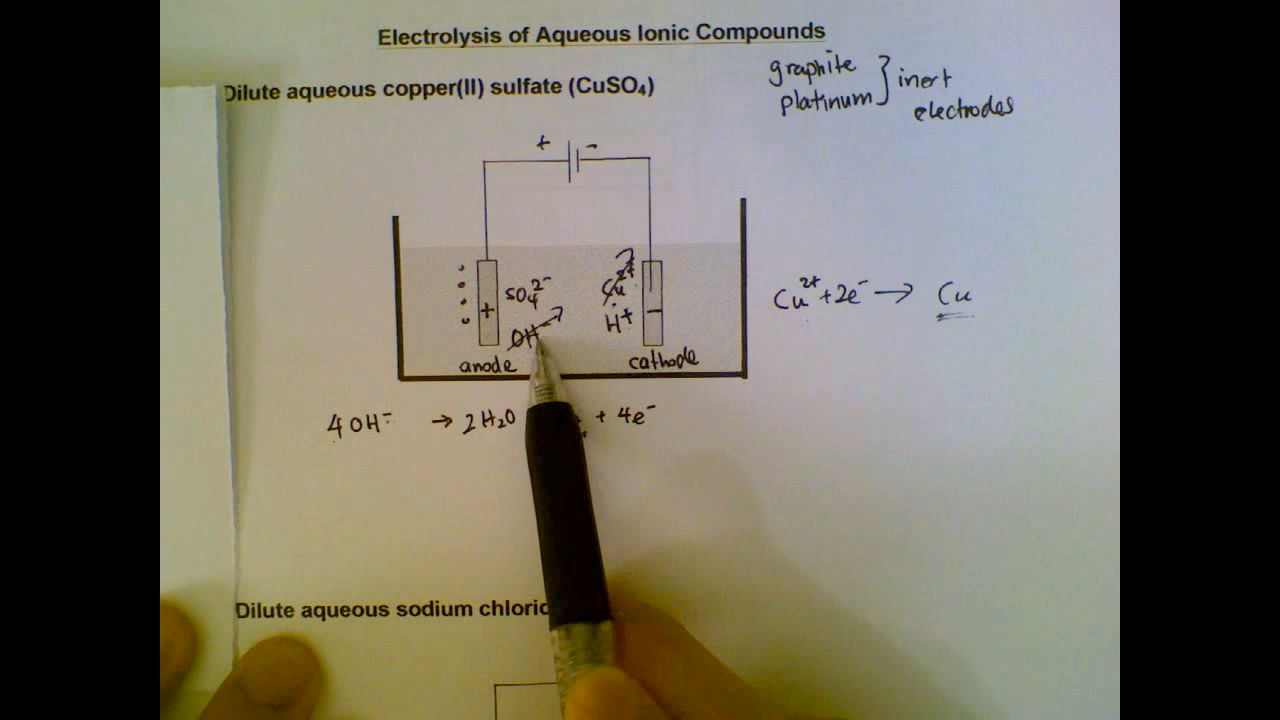 Electrolysis of Aqueous Ionic Compounds
Dilute aqueous copper(II) sulfate (CuSO₄)
graphite
platinum } inert
electrodes
+ -
SO₄²⁻ Cu²⁺
+ H⁺ -
OH⁻
anode cathode
Cu²⁺ + 2e⁻ → Cu
4OH⁻ → 2H₂O + 4e⁻
Dilute aqueous sodium